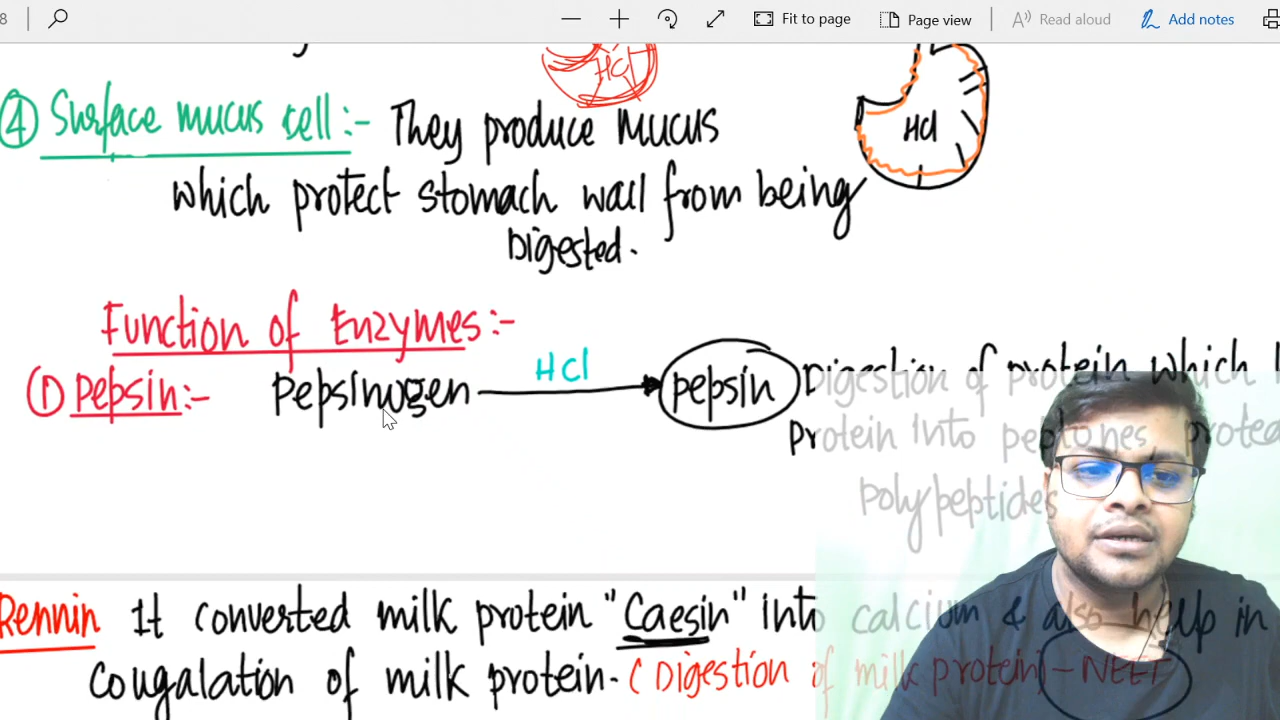 8 Fit to page Page view Read aloud Add notes
HCl
HCl
④ Surface mucus cell:- They produce Mucus
which protect stomach wall from being
Digested.
Function of Enzymes:-
① Pepsin:- Pepsinogen HCl pepsin Digestion of protein which
Protein into peptones, proteo
Polypeptides
Rennin It converted milk protein "Caesin" into calcium & also help in
Cougalation of milk protein. (Digestion of milk protein)-NEET